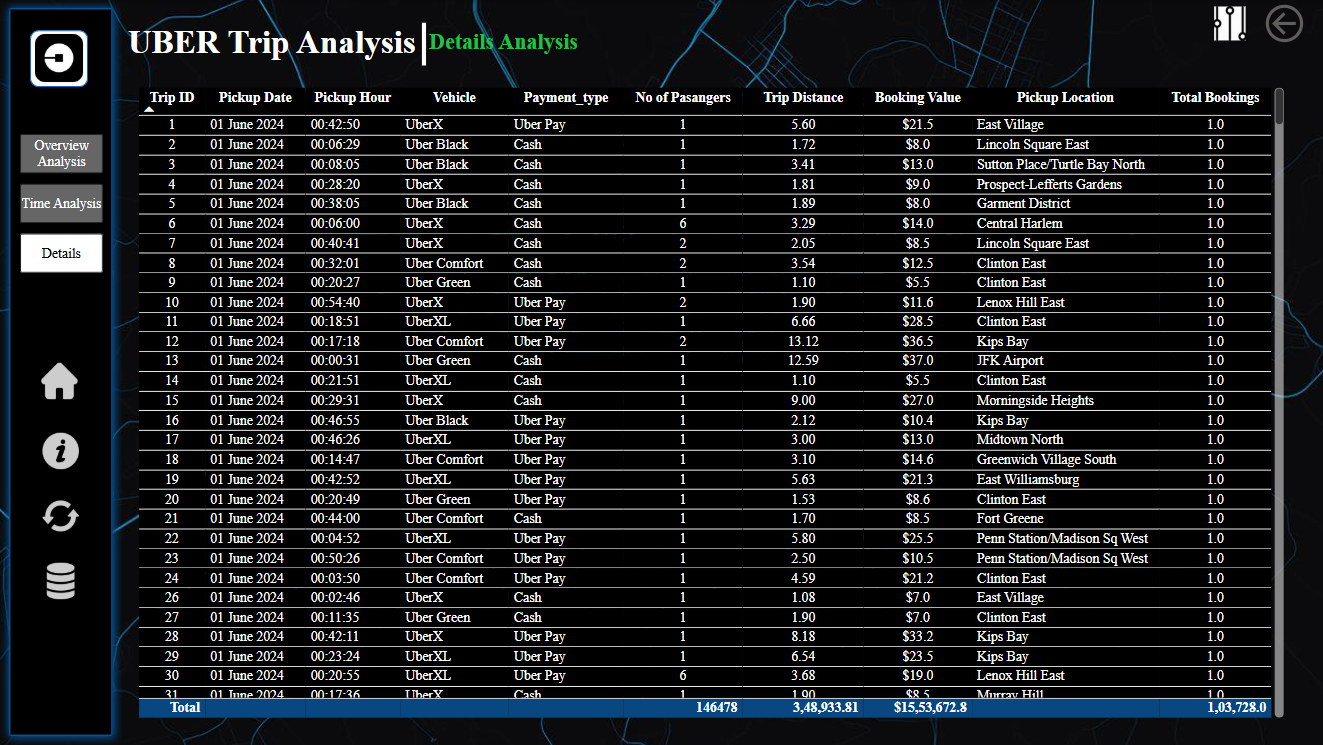 UBER Trip Analysis Details Analysis
Overview
Analysis
Time Analysis
Details
Trip ID Pickup Date Pickup Hour Vehicle Payment_type No of Pasangers Trip Distance Booking Value Pickup Location Total Bookings
1 01 June 2024 00:42:50 UberX Uber Pay 1 5.60 $21.5 East Village 1.0
2 01 June 2024 00:06:29 Uber Black Cash 1 1.72 $8.0 Lincoln Square East 1.0
3 01 June 2024 00:08:05 Uber Black Cash 1 3.41 $13.0 Sutton Place/Turtle Bay North 1.0
4 01 June 2024 00:28:20 UberX Cash 1 1.81 $9.0 Prospect-Lefferts Gardens 1.0
5 01 June 2024 00:38:05 Uber Black Cash 1 1.89 $8.0 Garment District 1.0
6 01 June 2024 00:06:00 UberX Cash 6 3.29 $14.0 Central Harlem 1.0
7 01 June 2024 00:40:41 UberX Cash 2 2.05 $8.5 Lincoln Square East 1.0
8 01 June 2024 00:32:01 Uber Comfort Cash 2 3.54 $12.5 Clinton East 1.0
9 01 June 2024 00:20:27 Uber Green Cash 1 1.10 $5.5 Clinton East 1.0
10 01 June 2024 00:54:40 UberX Uber Pay 2 1.90 $11.6 Lenox Hill East 1.0
11 01 June 2024 00:18:51 UberXL Uber Pay 1 6.66 $28.5 Clinton East 1.0
12 01 June 2024 00:17:18 Uber Comfort Uber Pay 2 13.12 $36.5 Kips Bay 1.0
13 01 June 2024 00:00:31 Uber Green Cash 1 12.59 $37.0 JFK Airport 1.0
14 01 June 2024 00:21:51 UberXL Cash 1 1.10 $5.5 Clinton East 1.0
15 01 June 2024 00:29:31 UberX Cash 1 9.00 $27.0 Morningside Heights 1.0
16 01 June 2024 00:46:55 Uber Black Uber Pay 1 2.12 $10.4 Kips Bay 1.0
17 01 June 2024 00:46:26 UberXL Uber Pay 1 3.00 $13.0 Midtown North 1.0
18 01 June 2024 00:14:47 Uber Comfort Uber Pay 1 3.10 $14.6 Greenwich Village South 1.0
19 01 June 2024 00:42:52 UberXL Uber Pay 1 5.63 $21.3 East Williamsburg 1.0
20 01 June 2024 00:20:49 Uber Green Uber Pay 1 1.53 $8.6 Clinton East 1.0
21 01 June 2024 00:44:00 Uber Comfort Cash 1 1.70 $8.5 Fort Greene 1.0
22 01 June 2024 00:04:52 UberXL Uber Pay 1 5.80 $25.5 Penn Station/Madison Sq West 1.0
23 01 June 2024 00:50:26 Uber Comfort Uber Pay 1 2.50 $10.5 Penn Station/Madison Sq West 1.0
24 01 June 2024 00:03:50 Uber Comfort Uber Pay 1 4.59 $21.2 Clinton East 1.0
26 01 June 2024 00:02:46 UberX Cash 1 1.08 $7.0 East Village 1.0
27 01 June 2024 00:11:35 Uber Green Cash 1 1.90 $7.0 Clinton East 1.0
28 01 June 2024 00:42:11 UberX Uber Pay 1 8.18 $33.2 Kips Bay 1.0
29 01 June 2024 00:23:24 UberXL Uber Pay 1 6.54 $23.5 Kips Bay 1.0
30 01 June 2024 00:20:55 UberXL Uber Pay 6 3.68 $19.0 Lenox Hill East 1.0
31 01 June 2024 00:17:36 UberX Cash 1 1.90 $8.5 Murray Hill 1.0
Total 146478 3,48,933.81 $15,53,672.8 1,03,728.0